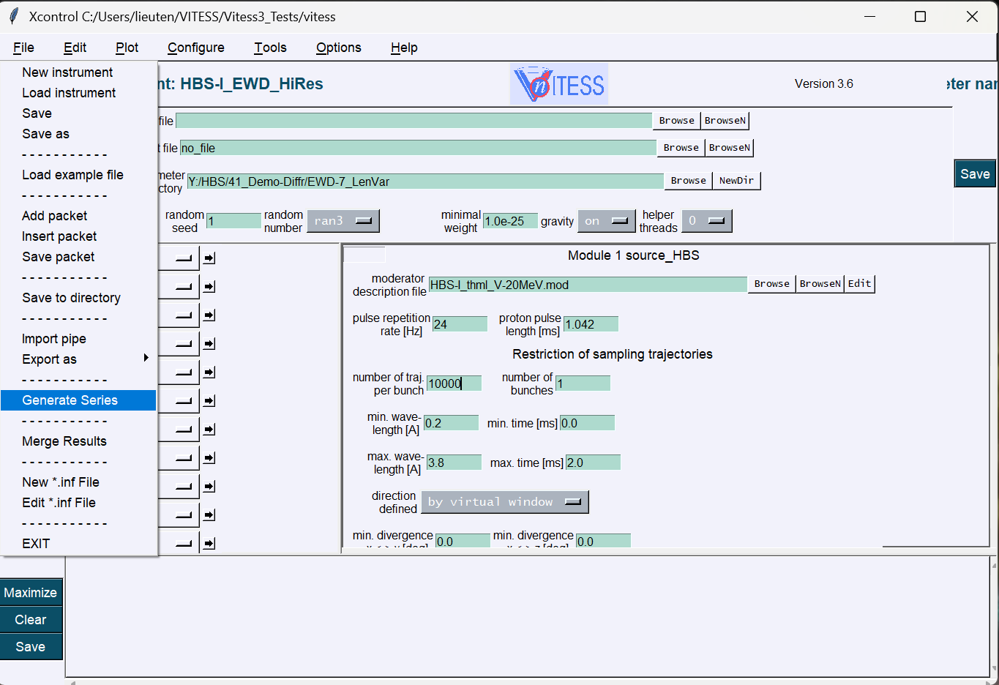 Xcontrol C:/Users/lieuten/VITESS/Vitess3_Tests/vitess
File Edit Plot Configure Tools Options Help
New instrument
Load instrument
Save
Save as
- - - - - - - - - - -
Load example file
- - - - - - - - - - -
Add packet
Insert packet
Save packet
- - - - - - - - - - -
Save to directory
- - - - - - - - - - -
Import pipe
Export as
- - - - - - - - - - -
Generate Series
- - - - - - - - - - -
Merge Results
- - - - - - - - - - -
New *.inf File
Edit *.inf File
- - - - - - - - - - -
EXIT
nt: HBS-I_EWD_HiRes
VnITESS
Version 3.6
eter nar
file Browse BrowseN
t file no_file Browse BrowseN
meter
ctory Y:/HBS/41_Demo-Diffr/EWD-7_LenVar Browse NewDir
Save
random
seed 1
random
number ran3
minimal
weight 1.0e-25
gravity on
helper
threads 0
Module 1 source_HBS
moderator
description file HBS-I_thml_V-20MeV.mod Browse BrowseN Edit
pulse repetition
rate [Hz] 24
proton pulse
length [ms] 1.042
Restriction of sampling trajectories
number of traj.
per bunch 10000
number of
bunches 1
min. wave-
length [A] 0.2
min. time [ms] 0.0
max. wave-
length [A] 3.8
max. time [ms] 2.0
direction
defined by virtual window
min. divergence
0.0
min. divergence
0.0
Maximize
Clear
Save